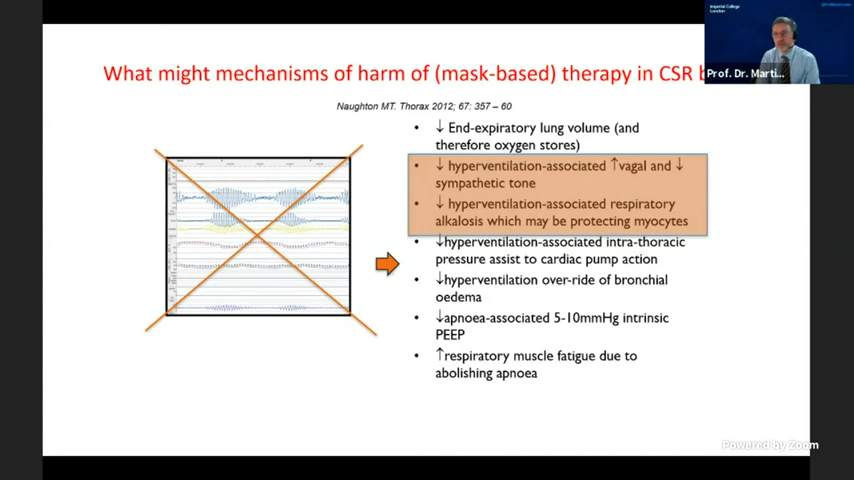 Imperial College
London
Prof. Dr. Marti...
What might mechanisms of harm of (mask-based) therapy in CSR b
Naughton MT. Thorax 2012; 67: 357 – 60
• ↓ End-expiratory lung volume (and
therefore oxygen stores)
• ↓ hyperventilation-associated ↑vagal and ↓
sympathetic tone
• ↓ hyperventilation-associated respiratory
alkalosis which may be protecting myocytes
• ↓hyperventilation-associated intra-thoracic
pressure assist to cardiac pump action
• ↓hyperventilation over-ride of bronchial
oedema
• ↓apnoea-associated 5-10mmHg intrinsic
PEEP
• ↑respiratory muscle fatigue due to
abolishing apnoea
Powered by Zoom